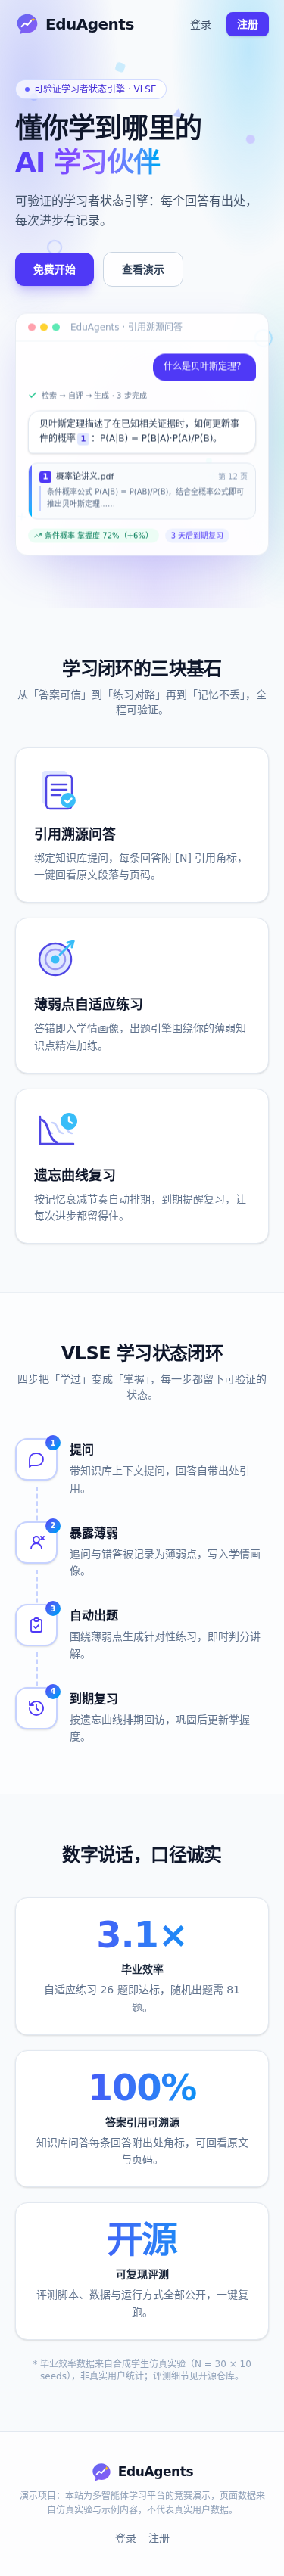 EduAgents
登录
注册
可验证学习者状态引擎 · VLSE
懂你学到哪里的
AI 学习伙伴
可验证的学习者状态引擎：每个回答有出处，
每次进步有记录。
免费开始
查看演示
EduAgents · 引用溯源问答
什么是贝叶斯定理？
检索 → 自评 → 生成 · 3 步完成
贝叶斯定理描述了在已知相关证据时，如何更新事
件的概率 1 ：P(A|B) = P(B|A)·P(A)/P(B)。
1 概率论讲义.pdf 第 12 页
条件概率公式 P(A|B) = P(AB)/P(B)，结合全概率公式即可
推出贝叶斯定理……
条件概率 掌握度 72%（+6%）
3 天后到期复习
学习闭环的三块基石
从「答案可信」到「练习对路」再到「记忆不丢」，全
程可验证。
引用溯源问答
绑定知识库提问，每条回答附 [N] 引用角标，
一键回看原文段落与页码。
薄弱点自适应练习
答错即入学情画像，出题引擎围绕你的薄弱知
识点精准加练。
遗忘曲线复习
按记忆衰减节奏自动排期，到期提醒复习，让
每次进步都留得住。
VLSE 学习状态闭环
四步把「学过」变成「掌握」，每一步都留下可验证的
状态。
1
提问
带知识库上下文提问，回答自带出处引
用。
2
暴露薄弱
追问与错答被记录为薄弱点，写入学情画
像。
3
自动出题
围绕薄弱点生成针对性练习，即时判分讲
解。
4
到期复习
按遗忘曲线排期回访，巩固后更新掌握
度。
数字说话，口径诚实
3.1×
毕业效率
自适应练习 26 题即达标，随机出题需 81
题。
100%
答案引用可溯源
知识库问答每条回答附出处角标，可回看原文
与页码。
开源
可复现评测
评测脚本、数据与运行方式全部公开，一键复
跑。
* 毕业效率数据来自合成学生仿真实验（N = 30 × 10
seeds），非真实用户统计；评测细节见开源仓库。
EduAgents
演示项目：本站为多智能体学习平台的竞赛演示，页面数据来
自仿真实验与示例内容，不代表真实用户数据。
登录
注册